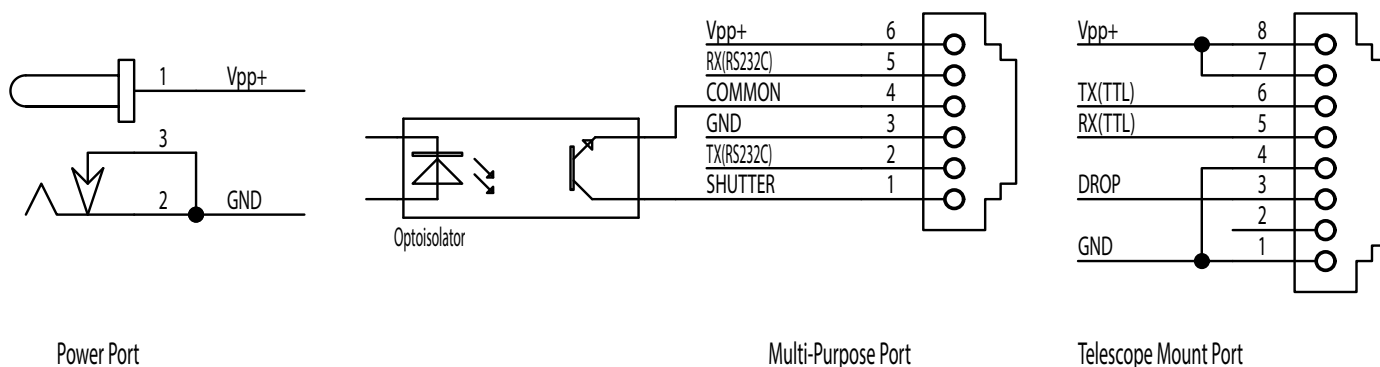 1 Vpp+
3
2 GND
Power Port
Optoisolator
Vpp+ 6
RX(RS232C) 5
COMMON 4
GND 3
TX(RS232C) 2
SHUTTER 1
Multi-Purpose Port
Vpp+ 8
7
TX(TTL) 6
RX(TTL) 5
4
DROP 3
2
GND 1
Telescope Mount Port